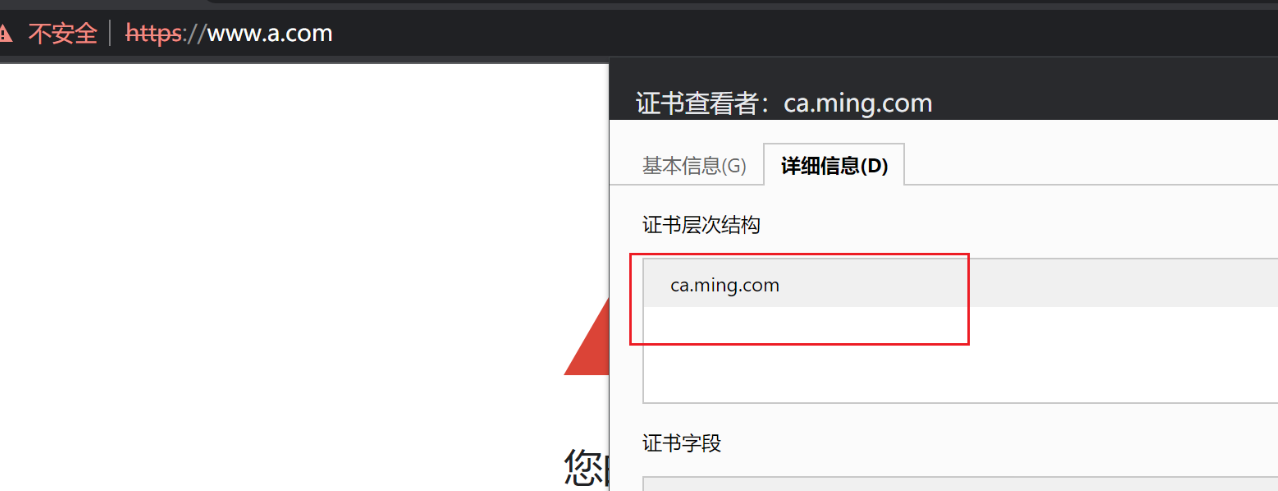 不安全 https://www.a.com
证书查看者：ca.ming.com
基本信息(G) 详细信息(D)
证书层次结构
ca.ming.com
证书字段
您